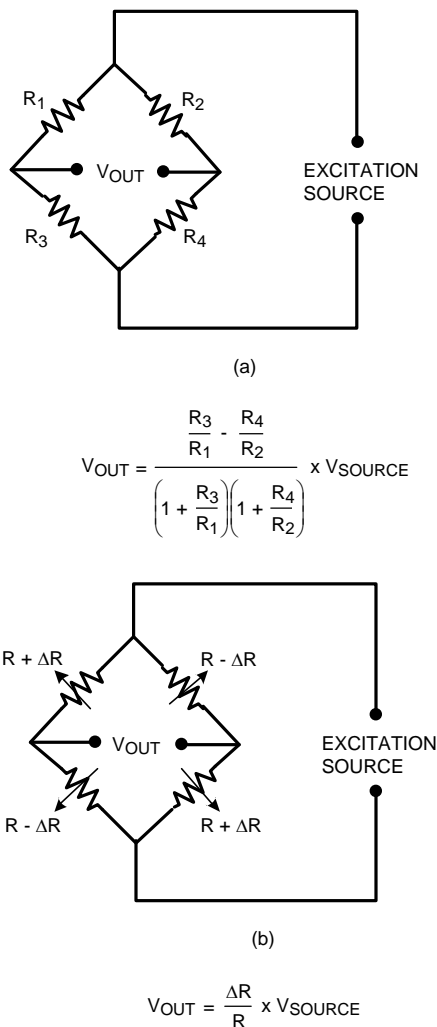 R1 R2
VOUT
EXCITATION
SOURCE
R3 R4
(a)
VOUT = (R3/R1 - R4/R2) / ((1 + R3/R1)(1 + R4/R2)) x VSOURCE
R + ΔR R - ΔR
VOUT
EXCITATION
SOURCE
R - ΔR R + ΔR
(b)
VOUT = ΔR/R x VSOURCE